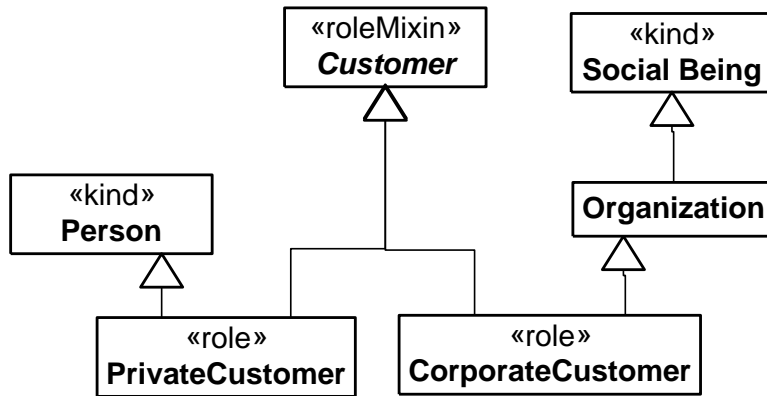 «roleMixin»
Customer
«kind»
Social Being
«kind»
Person
Organization
«role»
PrivateCustomer
«role»
CorporateCustomer